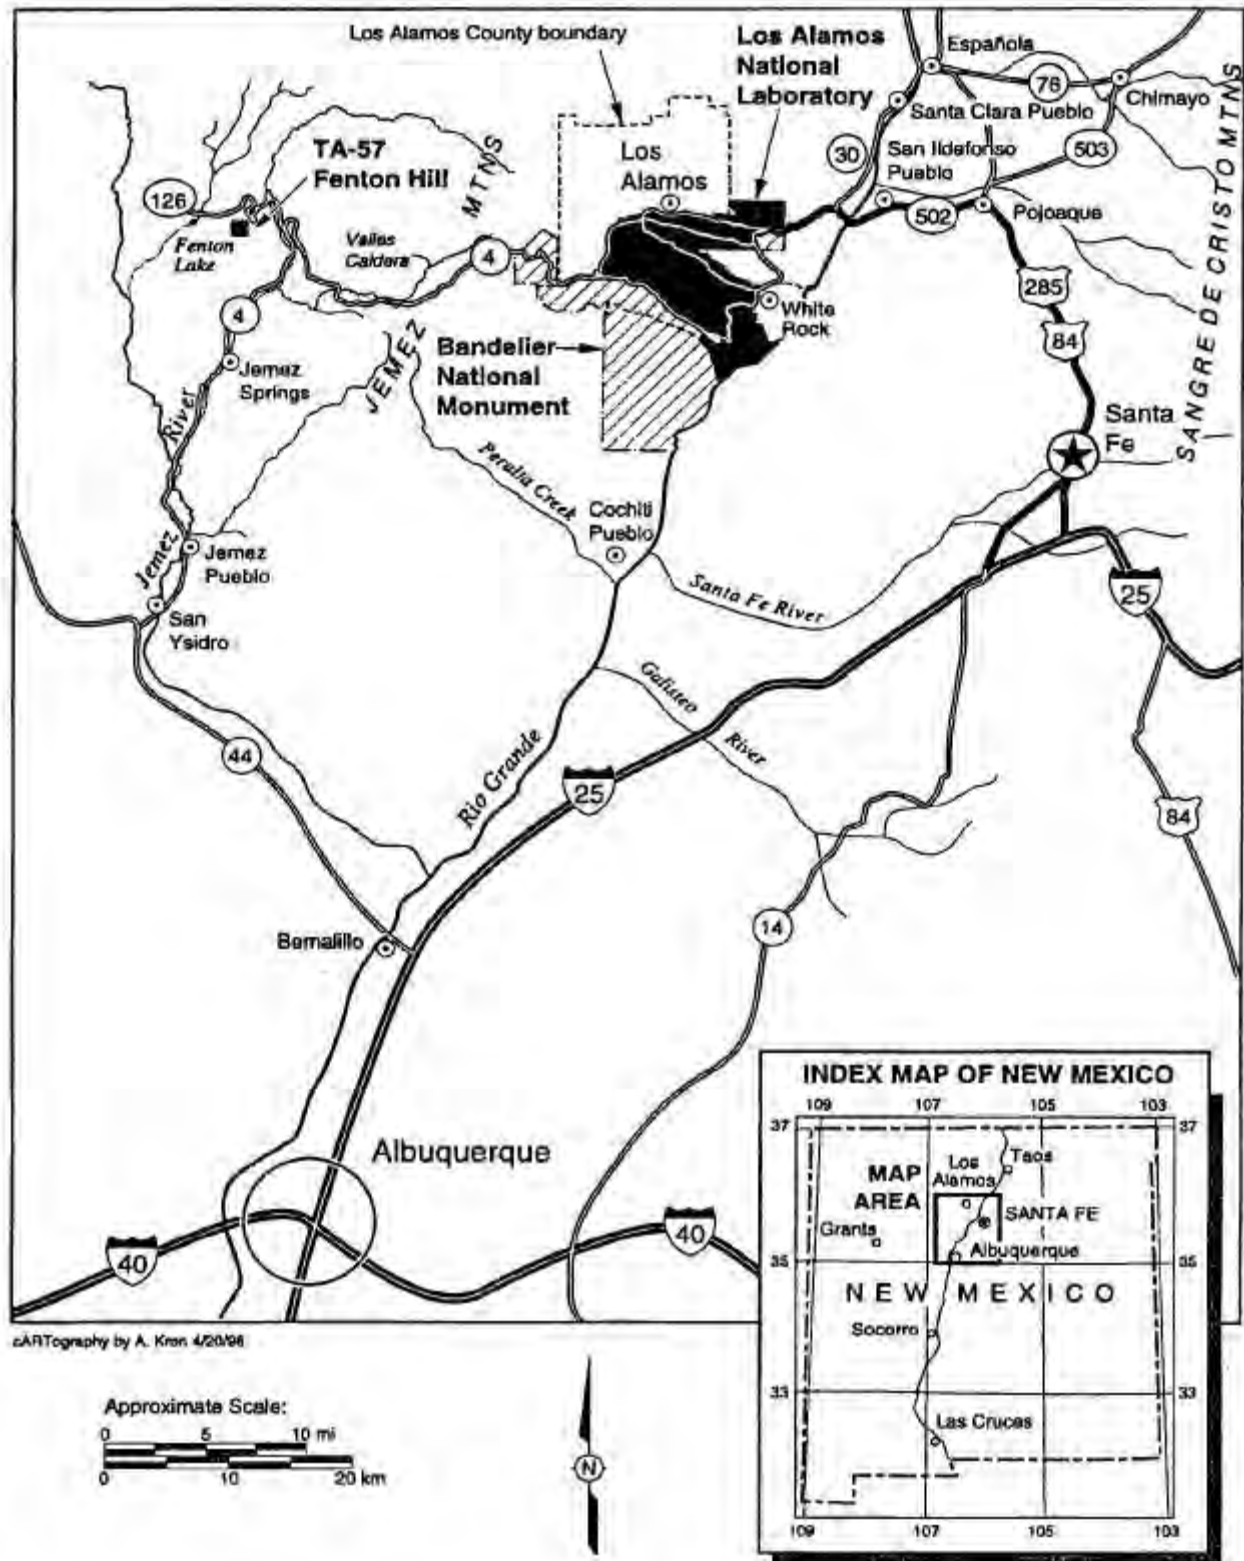 Los Alamos County boundary
Los Alamos
National
Laboratory
Española
76
Chimayo
Santa Clara Pueblo
San Ildefonso
Pueblo
30
503
502
Pojoaque
SANGRE DE CRISTO MTNS
TA-57
Fenton Hill
126
Fenton
Lake
MTNS
Valles
Caldera
4
Los
Alamos
White
Rock
285
84
4
Jemez
Springs
JEMEZ
Bandelier
National
Monument
Santa
Fe
River
Peralta Creek
Cochiti
Pueblo
Jemez
Jemez
Pueblo
San
Ysidro
Santa Fe River
25
Galisteo
River
44
Rio Grande
25
84
14
Bernalillo
Albuquerque
40
40
cARTography by A. Kron 4/20/98
Approximate Scale:
0 5 10 mi
0 10 20 km
N
INDEX MAP OF NEW MEXICO
109 107 105 103
37 37
Taos
Los
Alamos
MAP
AREA
SANTA FE
Grants
Albuquerque
35 35
NEW MEXICO
Socorro
33 33
Las Cruces
109 107 105 103